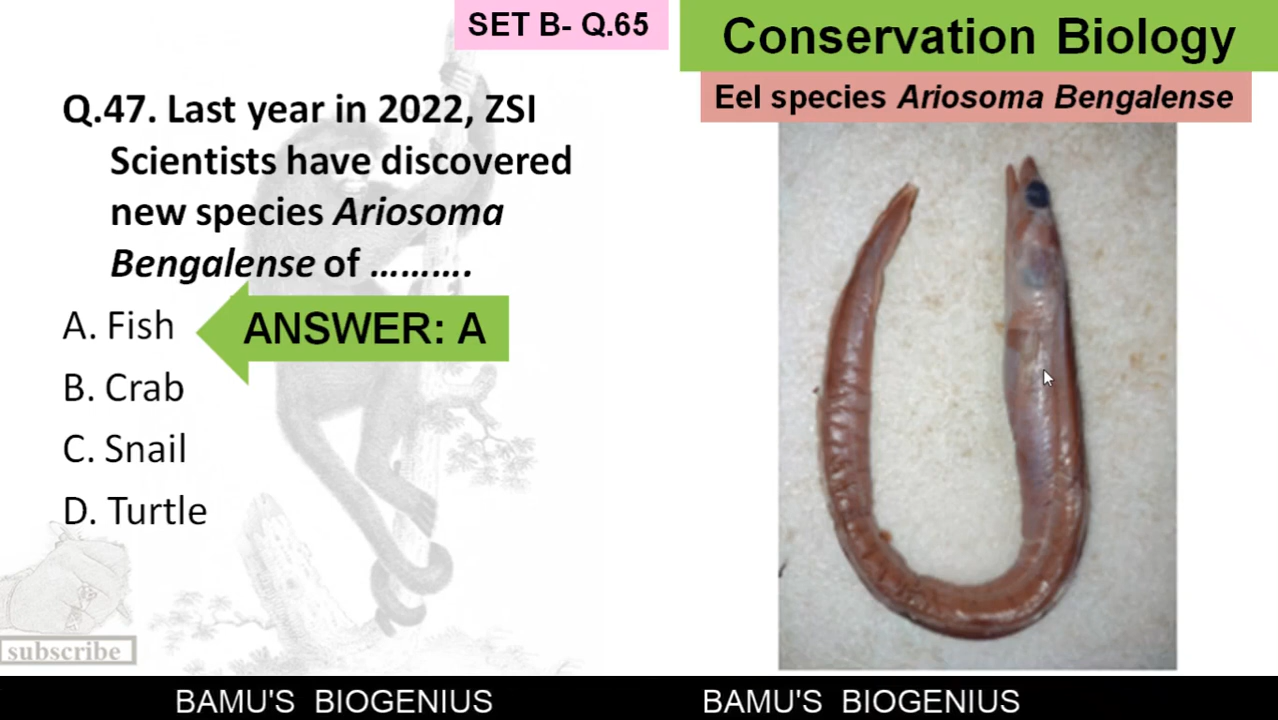 SET B- Q.65
Conservation Biology
Eel species Ariosoma Bengalense
Q.47. Last year in 2022, ZSI
Scientists have discovered
new species Ariosoma
Bengalense of ..........
A. Fish
ANSWER: A
B. Crab
C. Snail
D. Turtle
subscribe
BAMU'S BIOGENIUS
BAMU'S BIOGENIUS